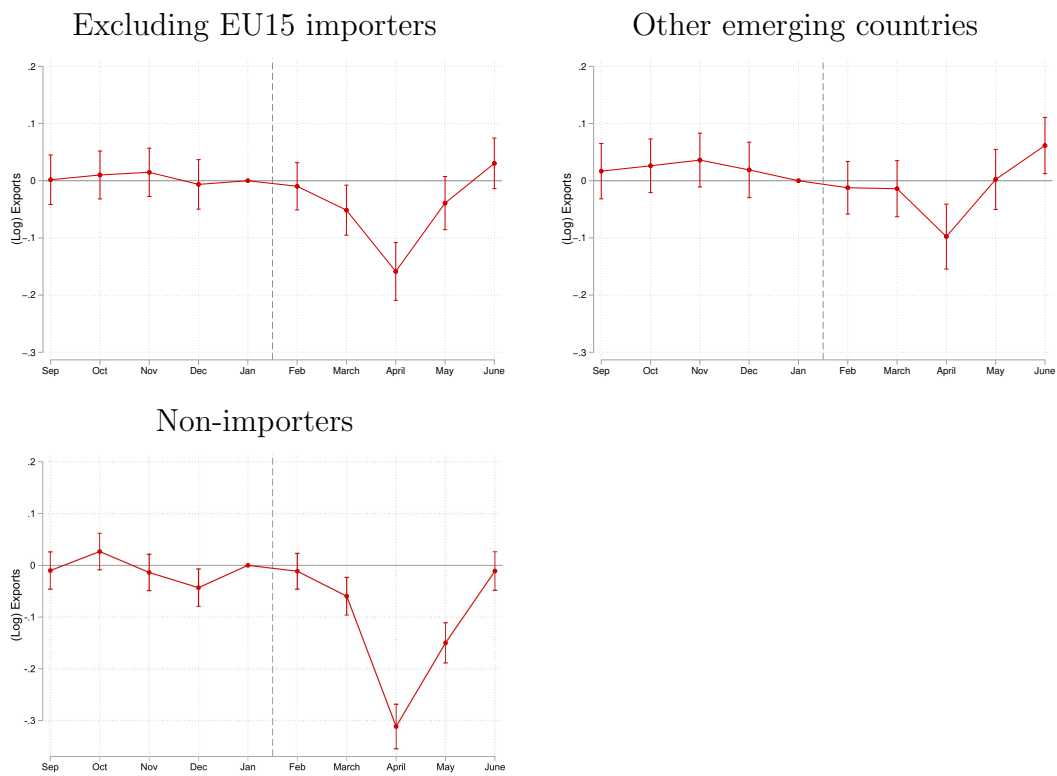 Excluding EU15 importers
.2
.1
0
−.1
−.2
−.3
(Log) Exports
Sep Oct Nov Dec Jan Feb March April May June
Other emerging countries
.2
.1
0
−.1
−.2
−.3
(Log) Exports
Sep Oct Nov Dec Jan Feb March April May June
Non-importers
.2
.1
0
-.1
-.2
-.3
(Log) Exports
Sep Oct Nov Dec Jan Feb March April May June